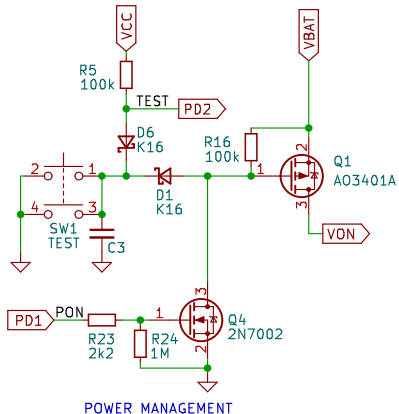 VCC
VBAT
R5
100k
TEST
PD2
D6
K16
R16
100k
2
1
2
1
Q1
AO3401A
D1
K16
4
3
3
SW1
TEST
C3
VON
3
PD1
PON
1
Q4
2N7002
R23
2k2
R24
1M
2
POWER MANAGEMENT